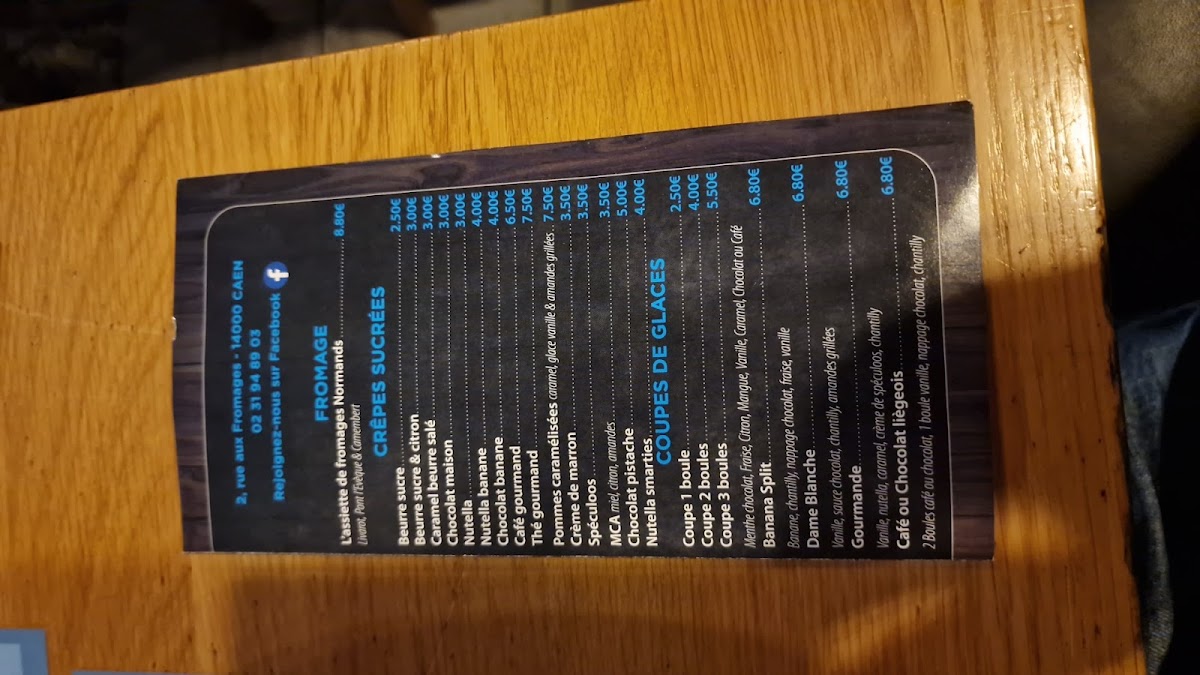 2, rue aux Fromages - 14000 CAEN
02 31 94 89 03
Rejoignez-nous sur Facebook f
FROMAGE
L'assiette de fromages Normands 8.80€
Livarot, Pont l'Evêque & Camembert
CRÊPES SUCRÉES
Beurre sucre 2.50€
Beurre sucre & citron 3.00€
Caramel beurre salé 3.00€
Chocolat maison 3.00€
Nutella 3.00€
Nutella banane 4.00€
Chocolat banane 4.00€
Café gourmand 6.50€
Thé gourmand 7.50€
Pommes caramélisées caramel, glace vanille & amandes grillées 7.50€
Crème de marron 3.50€
Spéculoos 3.50€
MCA miel, citron, amandes 3.50€
Chocolat pistache 5.00€
Nutella smarties 4.00€
COUPES DE GLACES
Coupe 1 boule 2.50€
Coupe 2 boules 4.00€
Coupe 3 boules 5.50€
Menthe chocolat, Fraise, Citron, Mangue, Vanille, Caramel, Chocolat ou Café
Banana Split 6.80€
Banane, chantilly, nappage chocolat, fraise, vanille
Dame Blanche 6.80€
Vanille, sauce chocolat, chantilly, amandes grillées
Gourmande 6.80€
Vanille, nutella, caramel, creme de spéculoos, chantilly
Café ou Chocolat liègeois 6.80€
2 Boules café au chocolat, 1 boule vanille, nappage chocolat, chantilly